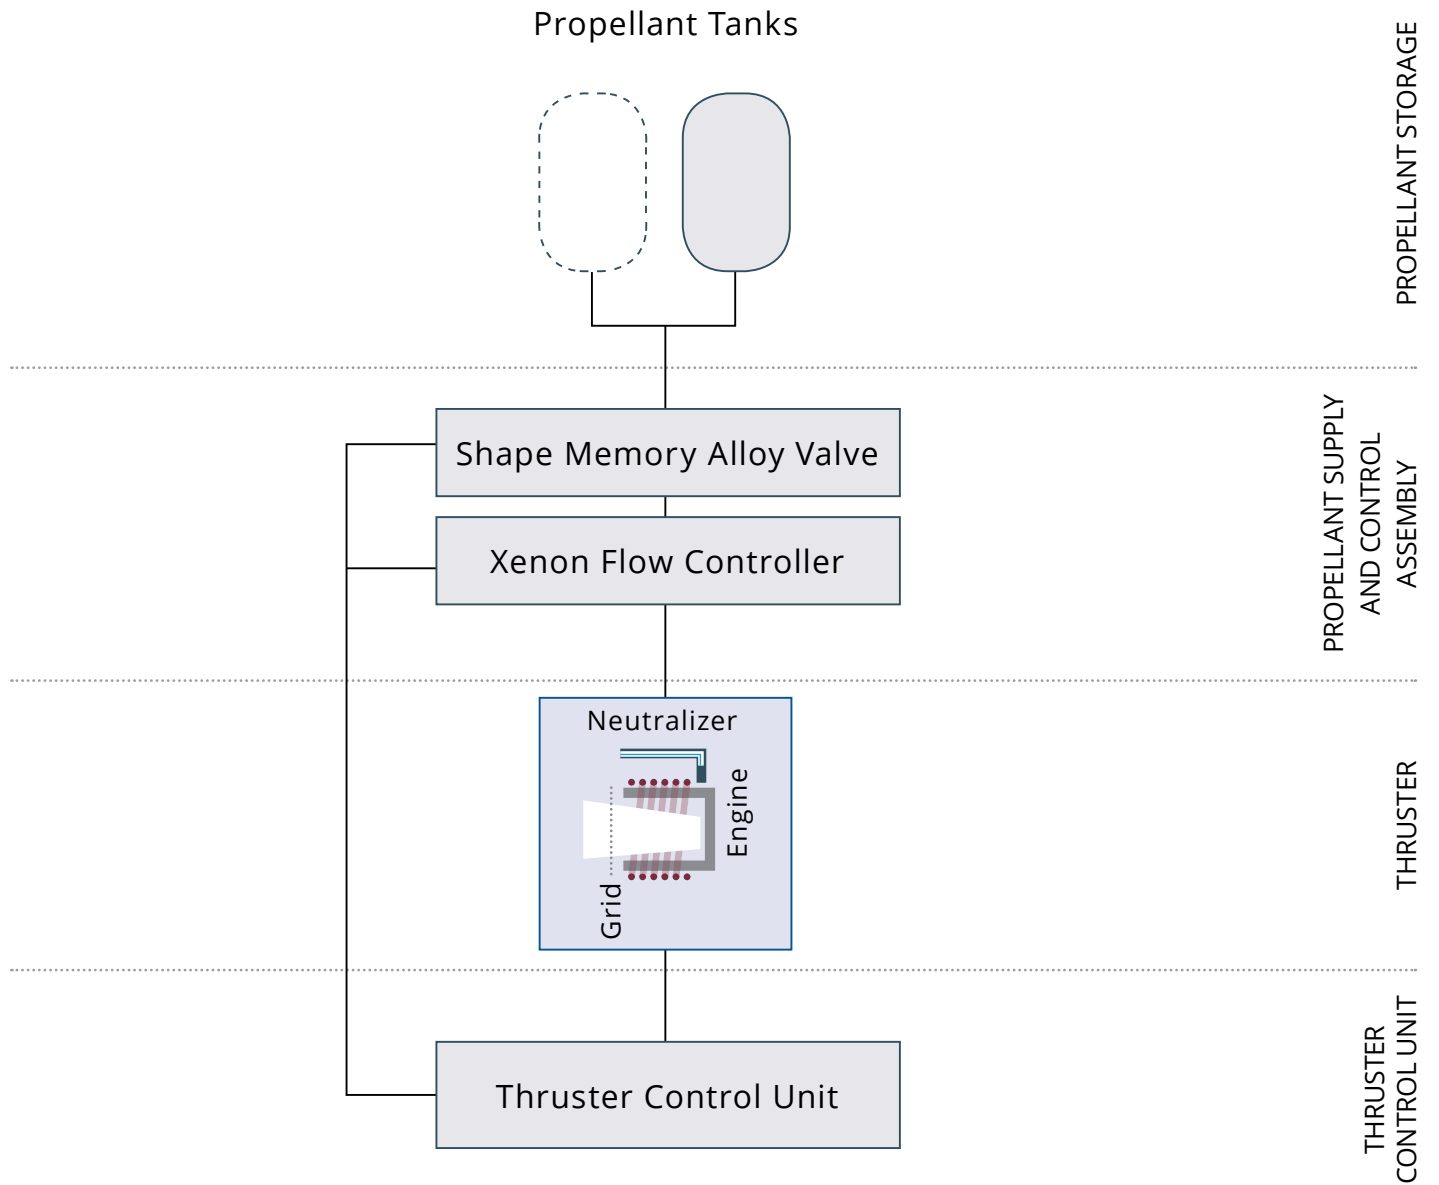 Propellant Tanks
PROPELLANT STORAGE
Shape Memory Alloy Valve
Xenon Flow Controller
PROPELLANT SUPPLY
AND CONTROL
ASSEMBLY
Neutralizer
Engine
Grid
THRUSTER
Thruster Control Unit
THRUSTER
CONTROL UNIT